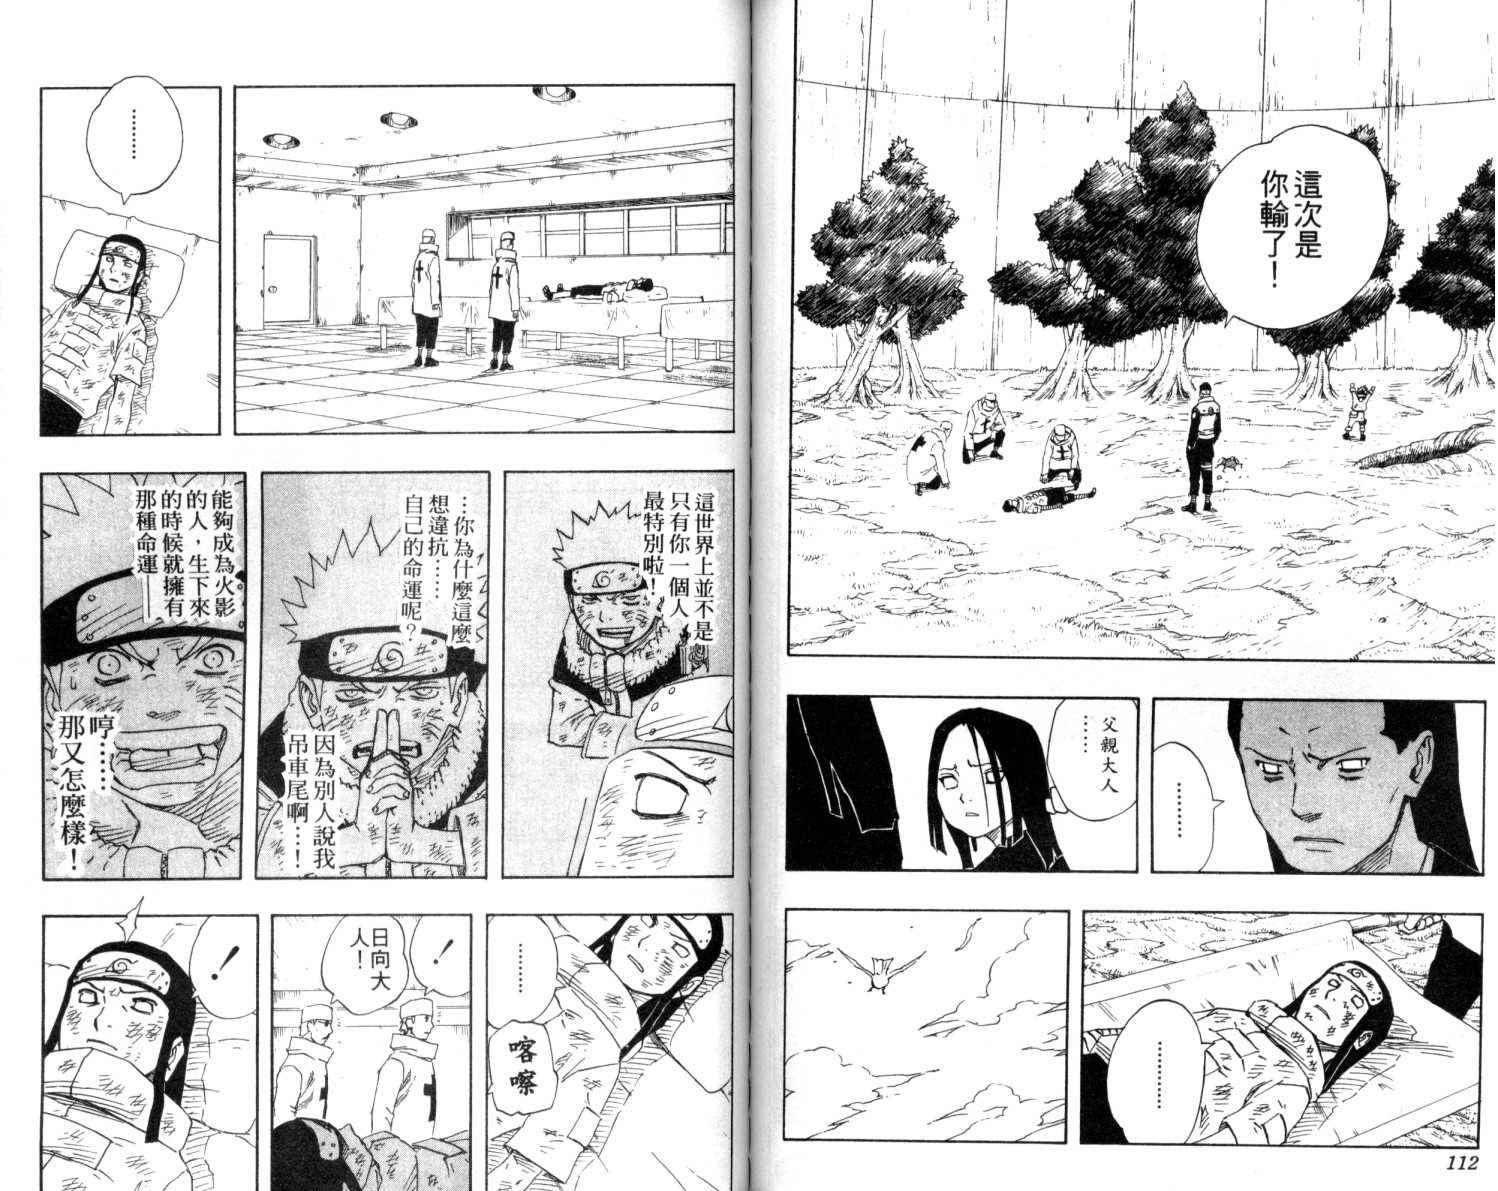 這次是
你輸了！
………
父親大人
……
………
112
………
………
這世界上並不是
只有你一個人
最特別啦！
…你為什麼這麼
想違抗……
自己的命運呢？
因為別人說我
吊車尾啊…！
能夠成為火影
的人，生下來
的時候就擁有
那種命運——
哼……
那又怎麼樣！
………
喀嚓
！
日向大
人！
！